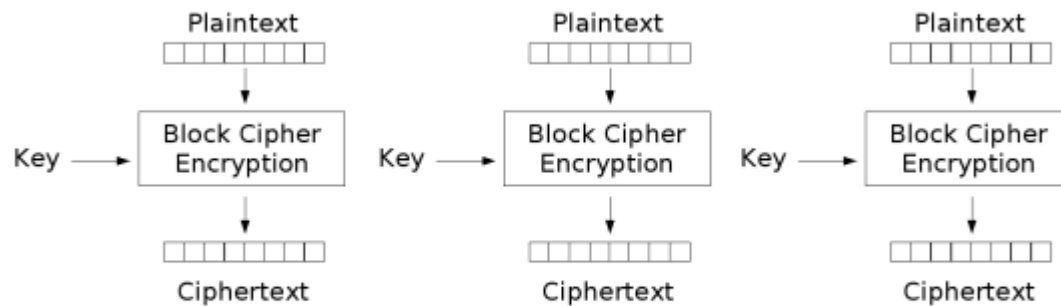 Plaintext Plaintext Plaintext
Block Cipher Block Cipher Block Cipher
Key Encryption Key Encryption Key Encryption
Ciphertext Ciphertext Ciphertext